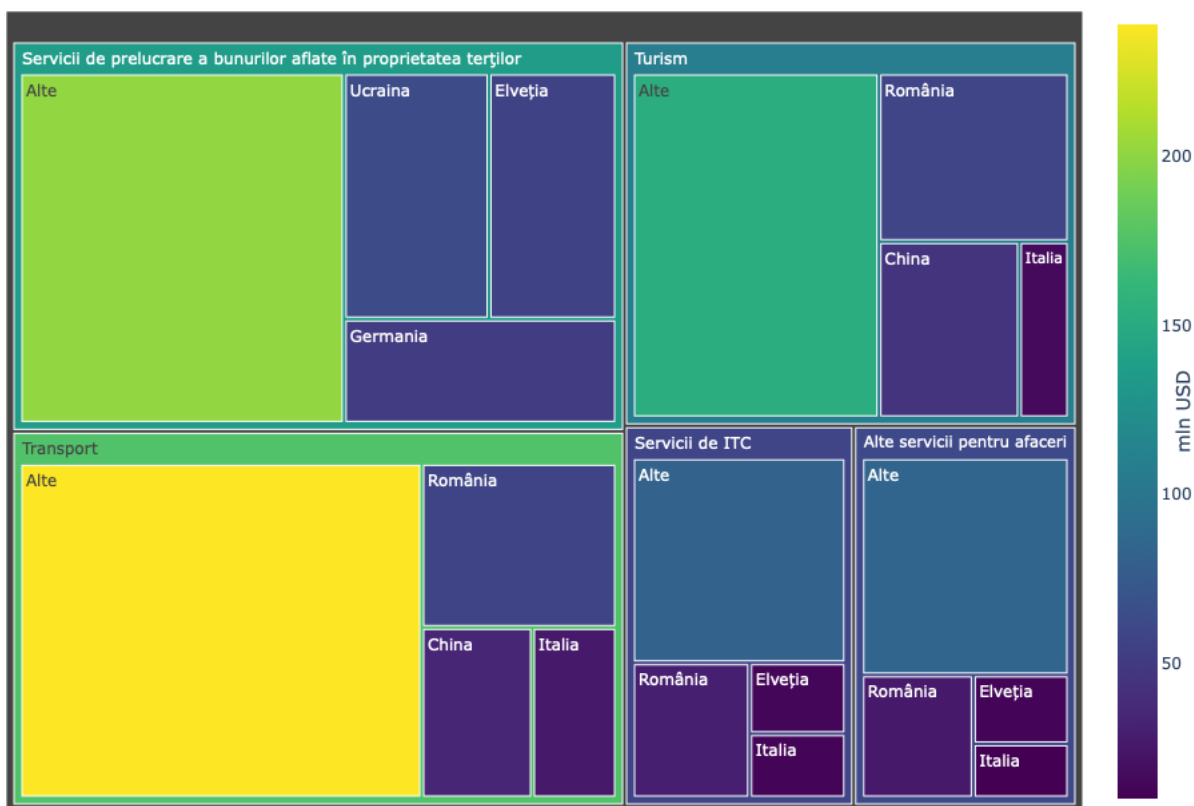 Servicii de prelucrare a bunurilor aflate în proprietatea terților
Alte
Ucraina
Elveția
Germania
Turism
Alte
România
China
Italia
Transport
Alte
România
China
Italia
Servicii de ITC
Alte
România
Elveția
Italia
Alte servicii pentru afaceri
Alte
România
Elveția
Italia
200
150
100
50
mln USD